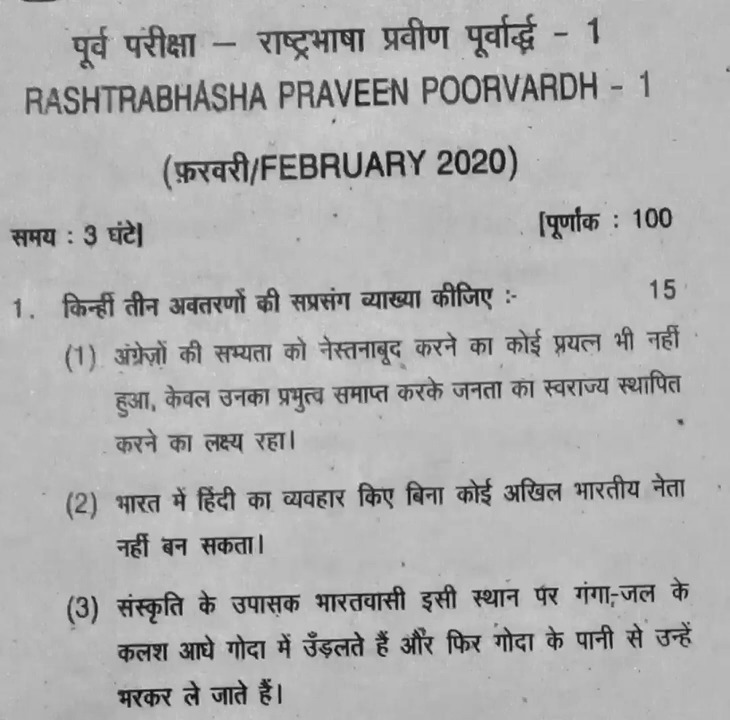 पूर्व परीक्षा – राष्ट्रभाषा प्रवीण पूर्वार्द्ध - 1
RASHTRABHASHA PRAVEEN POORVARDH - 1
(फ़रवरी/FEBRUARY 2020)
समय : 3 घंटे] [पूर्णांक : 100
1. किन्हीं तीन अवतरणों की सप्रसंग व्याख्या कीजिए :- 15
(1) अंग्रेज़ों की सभ्यता को नेस्तनाबूद करने का कोई प्रयत्न भी नहीं
हुआ, केवल उनका प्रभुत्व समाप्त करके जनता का स्वराज्य स्थापित
करने का लक्ष्य रहा।
(2) भारत में हिंदी का व्यवहार किए बिना कोई अखिल भारतीय नेता
नहीं बन सकता।
(3) संस्कृति के उपासक भारतवासी इसी स्थान पर गंगा-जल के
कलश आधे गोदा में उँड़लते हैं और फिर गोदा के पानी से उन्हें
भरकर ले जाते हैं।